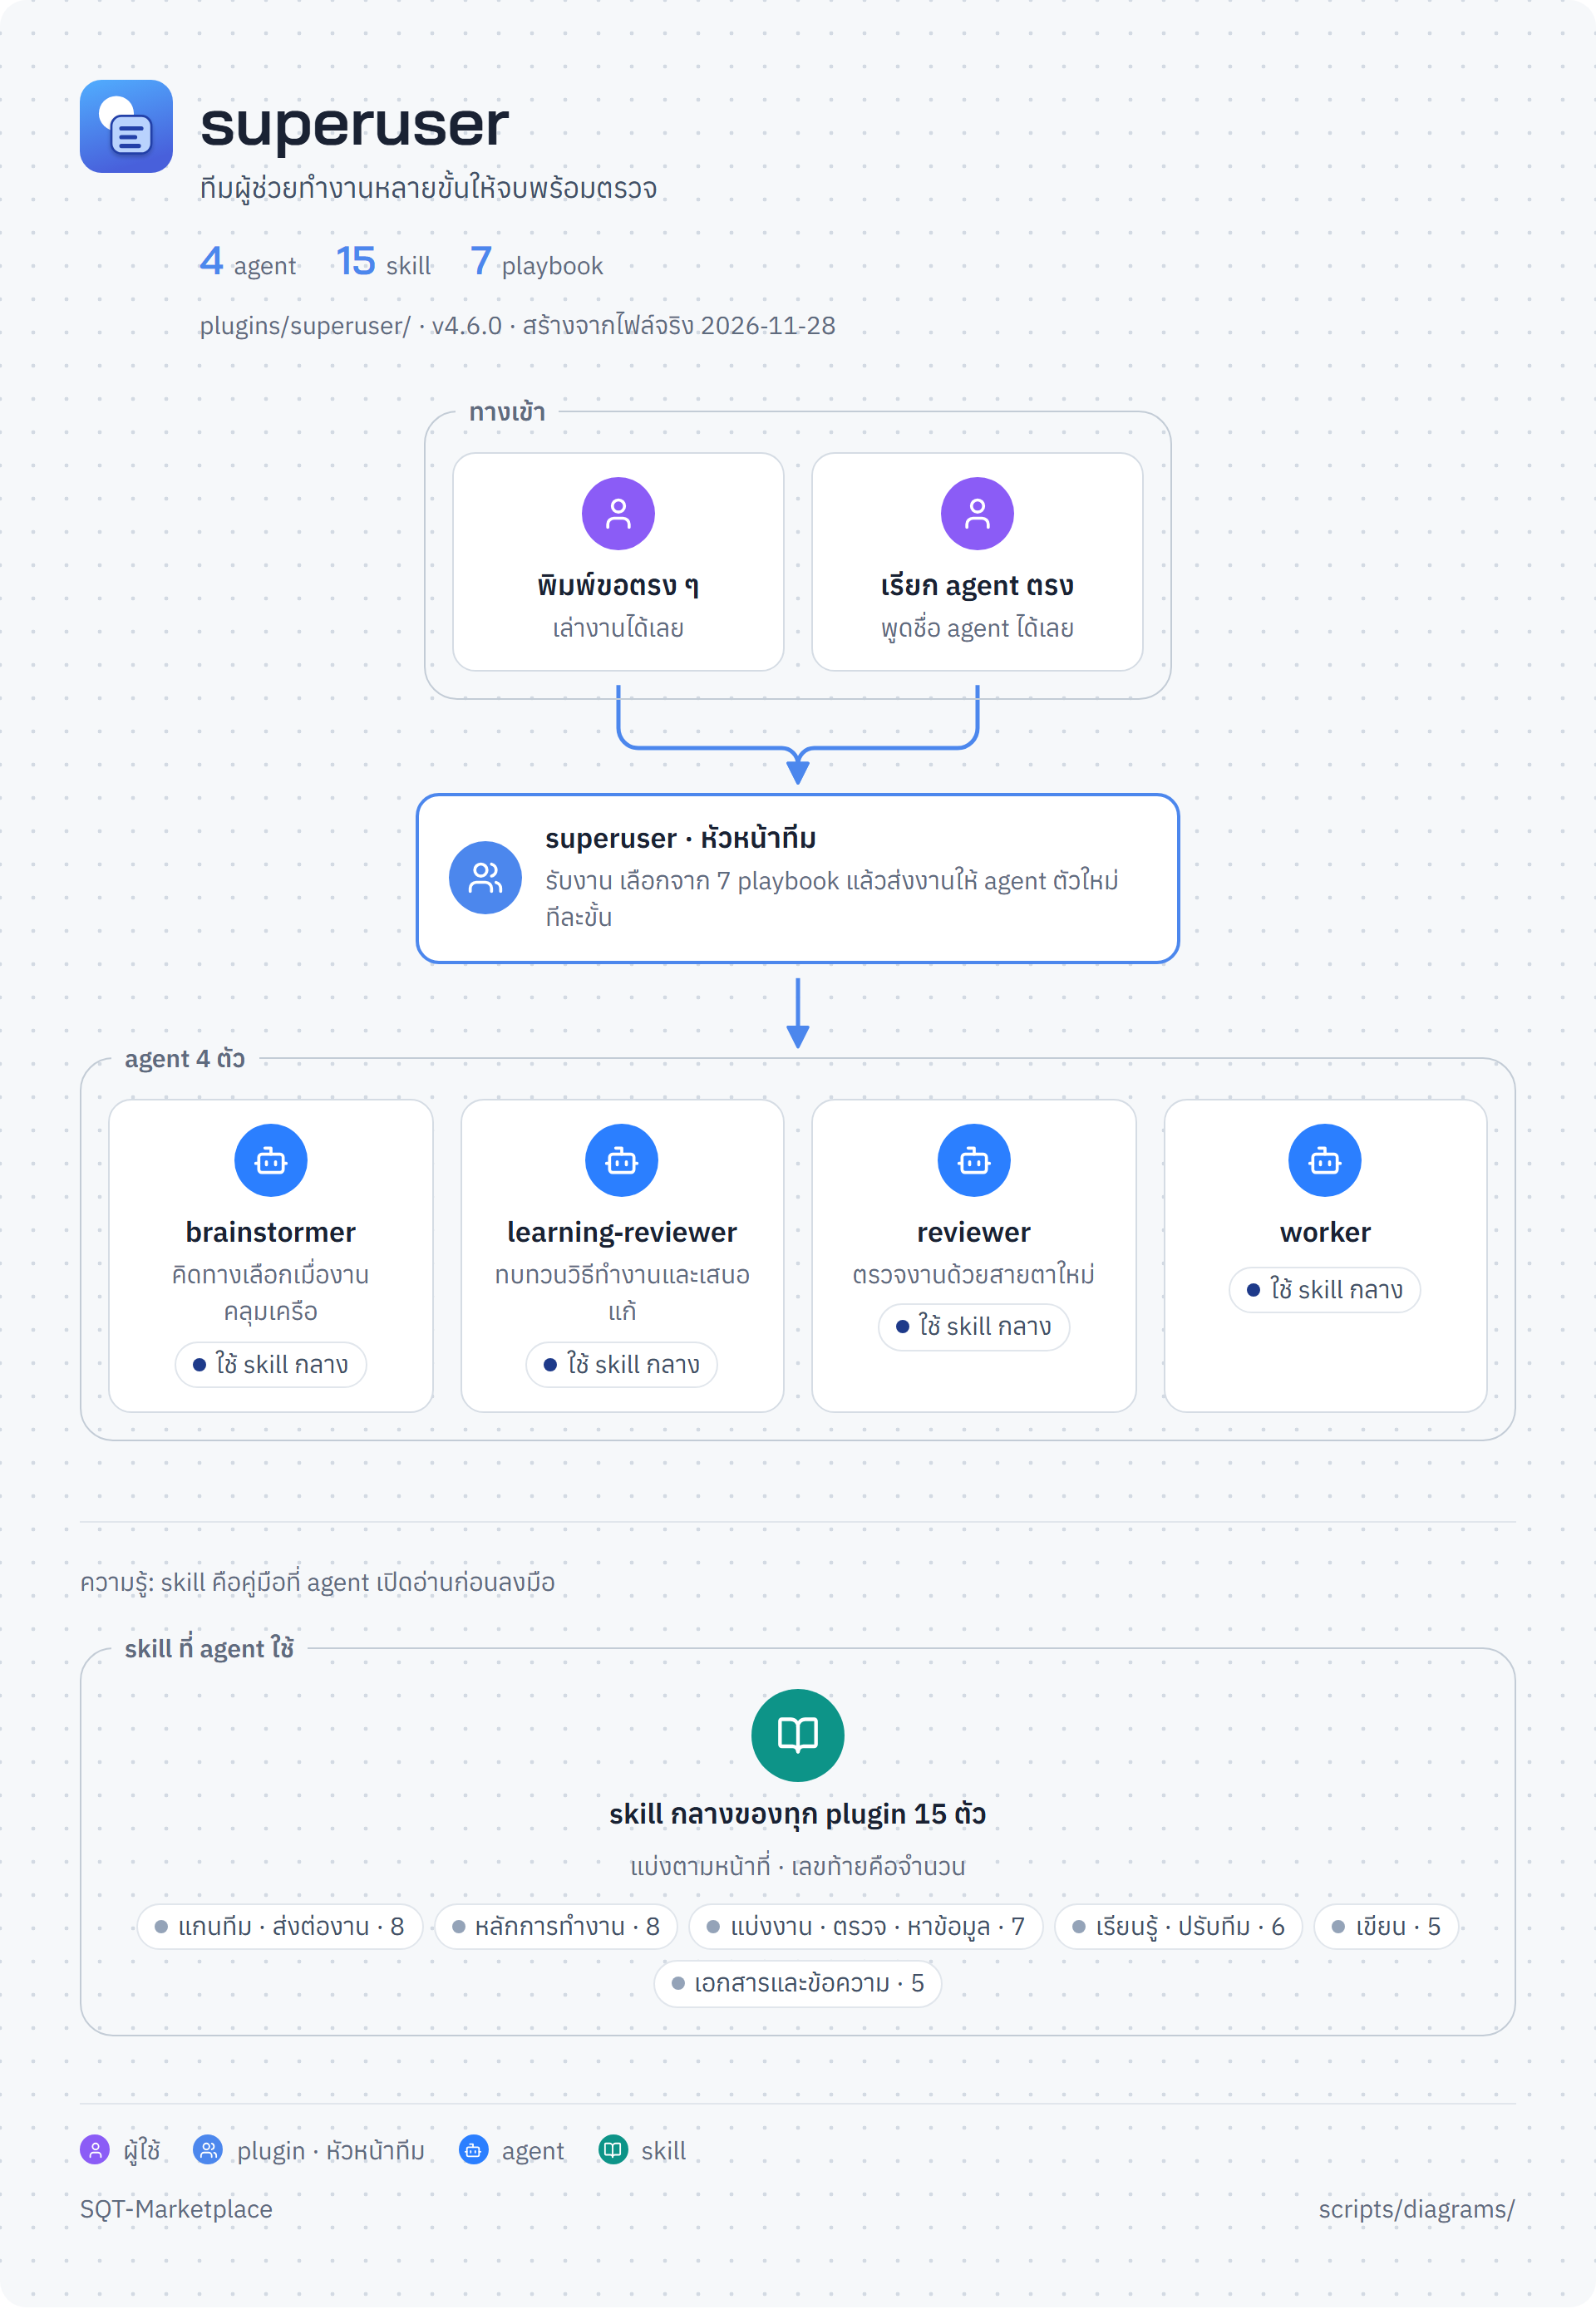 superuser
ทีมผู้ช่วยทำงานหลายขั้นให้จบพร้อมตรวจ
4 agent 15 skill 7 playbook
plugins/superuser/ · v4.6.0 · สร้างจากไฟล์จริง 2026-11-28
ทางเข้า
พิมพ์ขอตรง ๆ
เล่างานได้เลย
เรียก agent ตรง
พูดชื่อ agent ได้เลย
superuser · หัวหน้าทีม
รับงาน เลือกจาก 7 playbook แล้วส่งงานให้ agent ตัวใหม่
ทีละขั้น
agent 4 ตัว
brainstormer
คิดทางเลือกเมื่องาน
คลุมเครือ
ใช้ skill กลาง
learning-reviewer
ทบทวนวิธีทำงานและเสนอ
แก้
ใช้ skill กลาง
reviewer
ตรวจงานด้วยสายตาใหม่
ใช้ skill กลาง
worker
ใช้ skill กลาง
ความรู้: skill คือคู่มือที่ agent เปิดอ่านก่อนลงมือ
skill ที่ agent ใช้
skill กลางของทุก plugin 15 ตัว
แบ่งตามหน้าที่ · เลขท้ายคือจำนวน
แกนทีม · ส่งต่องาน · 8
หลักการทำงาน · 8
แบ่งงาน · ตรวจ · หาข้อมูล · 7
เรียนรู้ · ปรับทีม · 6
เขียน · 5
เอกสารและข้อความ · 5
ผู้ใช้
plugin · หัวหน้าทีม
agent
skill
SQT-Marketplace
scripts/diagrams/